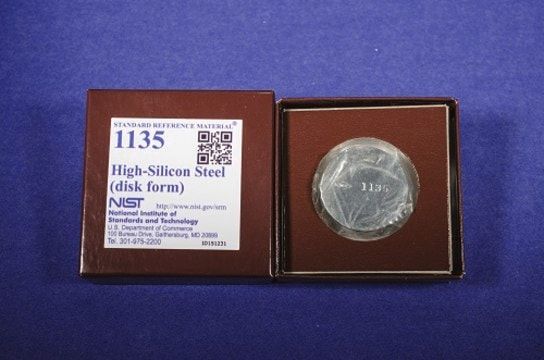 STANDARD REFERENCE MATERIAL®
1135
High-Silicon Steel
(disk form)
NIST http://www.nist.gov/srm
National Institute of
Standards and Technology
U.S. Department of Commerce
100 Bureau Drive, Gaithersburg, MD 20899
Tel. 301-975-2200
ID151231
1135